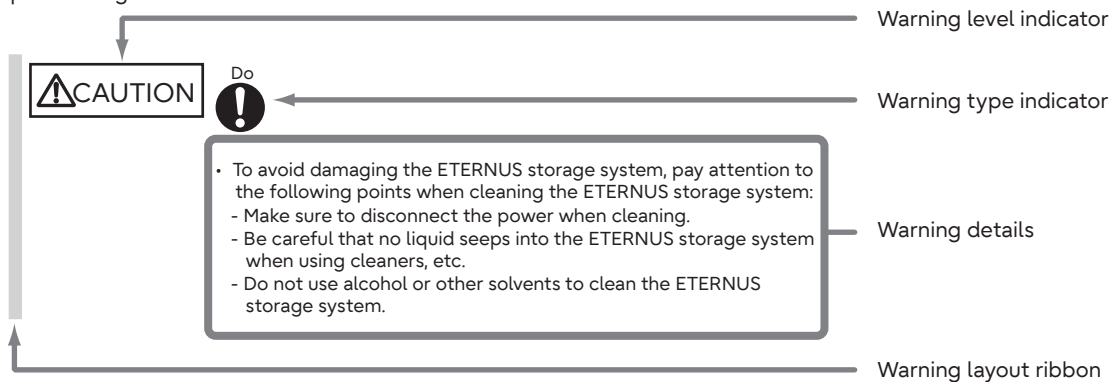 Warning level indicator
Do
CAUTION
Warning type indicator
• To avoid damaging the ETERNUS storage system, pay attention to
the following points when cleaning the ETERNUS storage system:
- Make sure to disconnect the power when cleaning.
- Be careful that no liquid seeps into the ETERNUS storage system
when using cleaners, etc.
- Do not use alcohol or other solvents to clean the ETERNUS
storage system.
Warning details
Warning layout ribbon